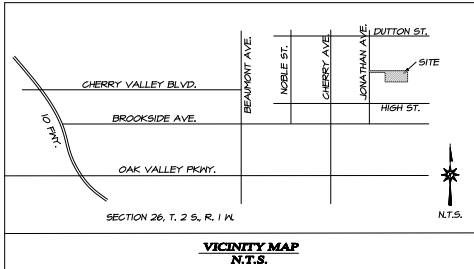 DUTTON ST.
BEAUMONT AVE.
NOBLE ST.
CHERRY AVE.
JONATHAN AVE.
SITE
CHERRY VALLEY BLVD.
HIGH ST.
BROOKSIDE AVE.
10 FWY.
OAK VALLEY PKWY.
SECTION 26, T. 2 S., R. 1 W.
N.T.S.
VICINITY MAP
N.T.S.